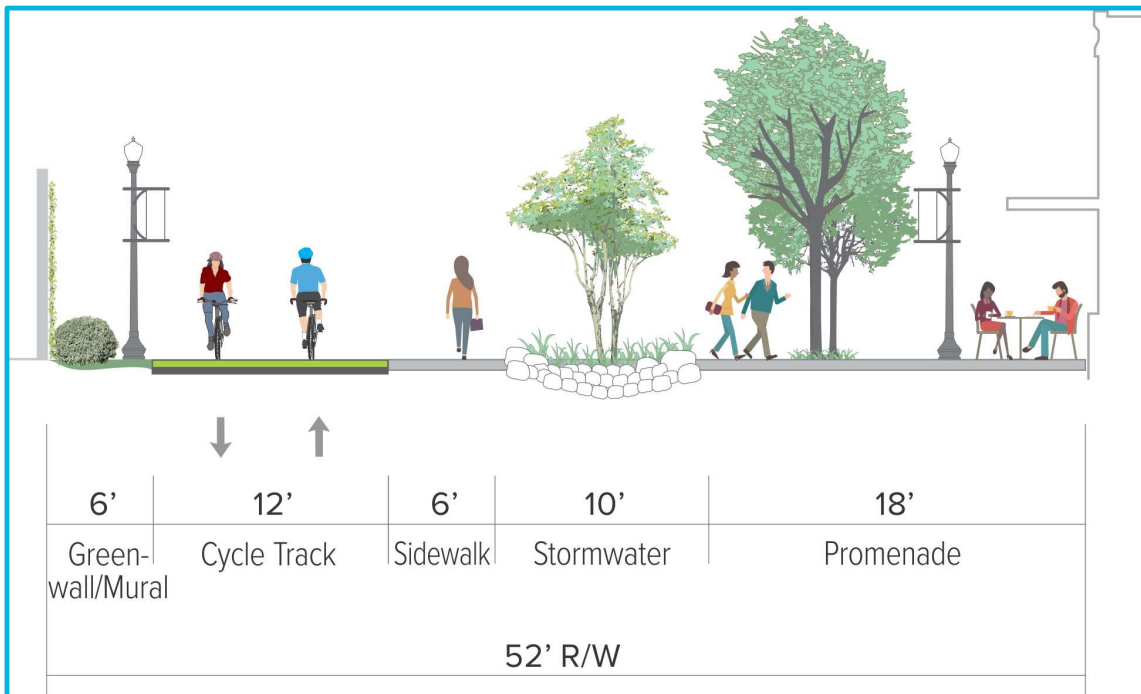 6’ 12’ 6’ 10’ 18’
Green-
wall/Mural
Cycle Track
Sidewalk
Stormwater
Promenade
52’ R/W